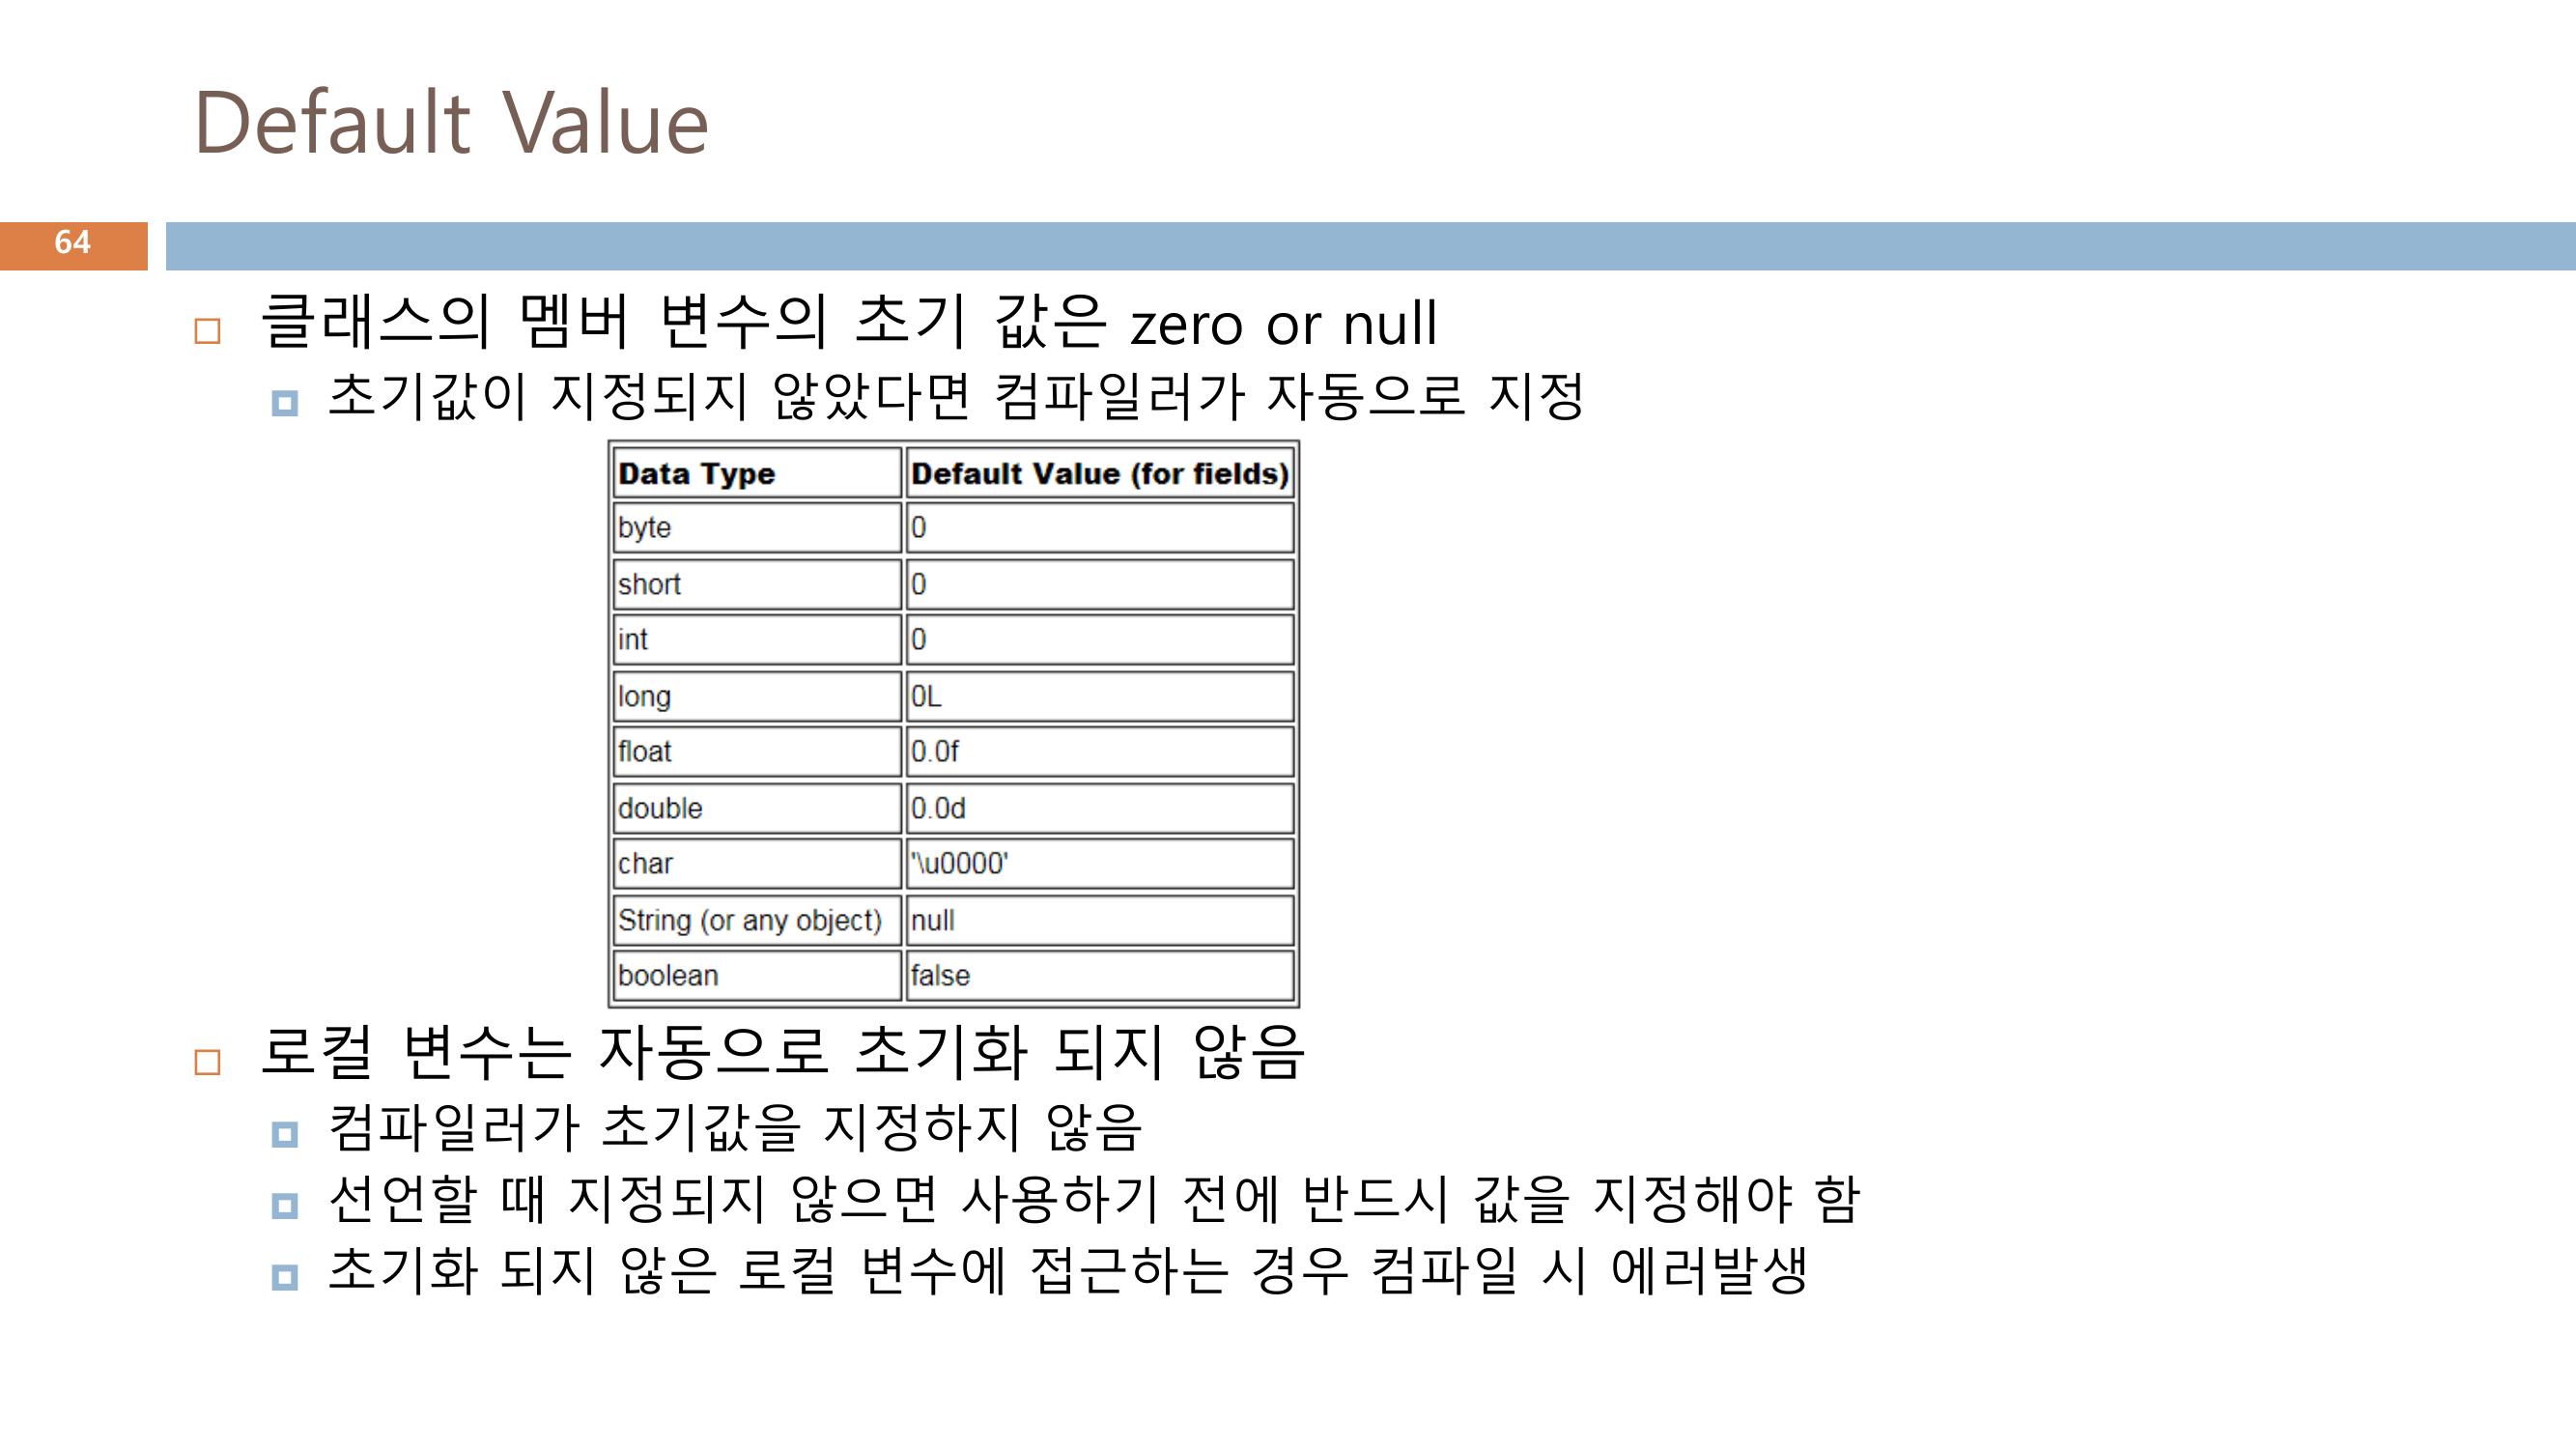 Default Value
64
클래스의 멤버 변수의 초기 값은 zero or null
초기값이 지정되지 않았다면 컴파일러가 자동으로 지정
Data Type Default Value (for fields)
byte 0
short 0
int 0
long 0L
float 0.0f
double 0.0d
char '\u0000'
String (or any object) null
boolean false
로컬 변수는 자동으로 초기화 되지 않음
컴파일러가 초기값을 지정하지 않음
선언할 때 지정되지 않으면 사용하기 전에 반드시 값을 지정해야 함
초기화 되지 않은 로컬 변수에 접근하는 경우 컴파일 시 에러발생